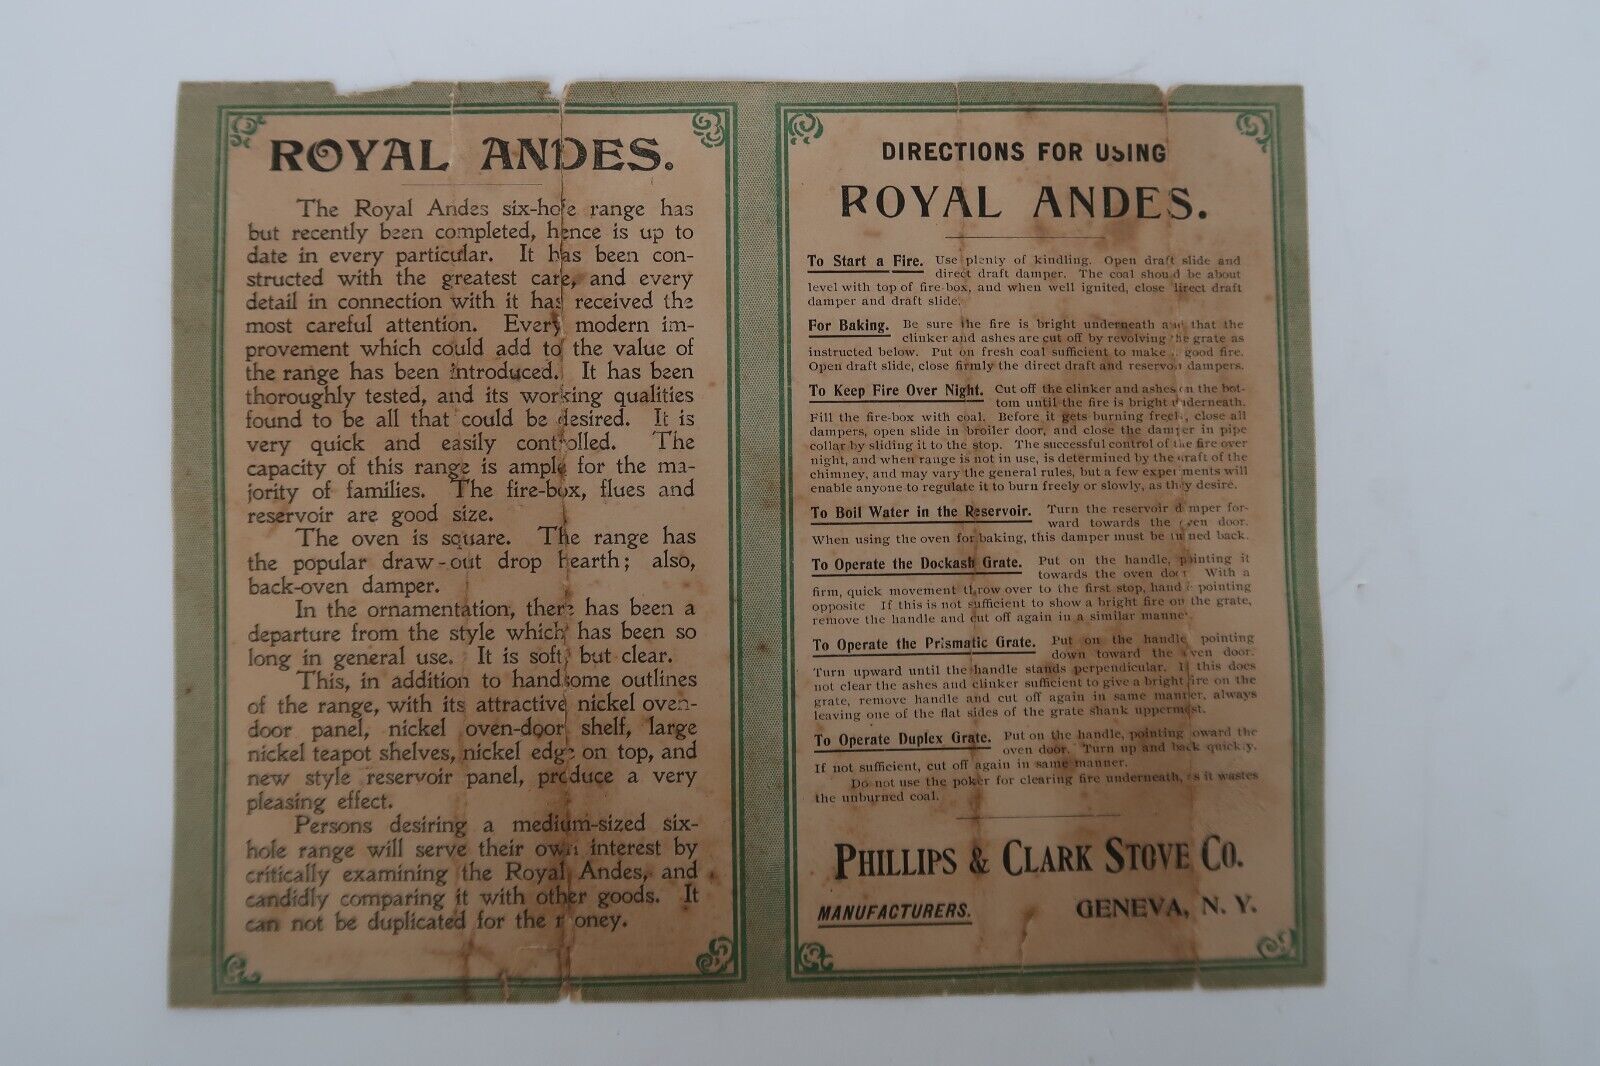 ROYAL ANDES.
The Royal Andes six-hole range has
but recently been completed, hence is up to
date in every particular. It has been con-
structed with the greatest care, and every
detail in connection with it has received the
most careful attention. Every modern im-
provement which could add to the value of
the range has been introduced. It has been
thoroughly tested, and its working qualities
found to be all that could be desired. It is
very quick and easily controlled. The
capacity of this range is ample for the ma-
jority of families. The fire-box, flues and
reservoir are good size.
The oven is square. The range has
the popular draw-out drop hearth; also,
back-oven damper.
In the ornamentation, there has been a
departure from the style which has been so
long in general use. It is soft, but clear.
This, in addition to handsome outlines
of the range, with its attractive nickel oven-
door panel, nickel oven-door shelf, large
nickel teapot shelves, nickel edge on top, and
new style reservoir panel, produce a very
pleasing effect.
Persons desiring a medium-sized six-
hole range will serve their own interest by
critically examining the Royal Andes, and
candidly comparing it with other goods. It
can not be duplicated for the money.
DIRECTIONS FOR USING
ROYAL ANDES.
To Start a Fire. Use plenty of kindling. Open draft slide and
direct draft damper. The coal should be about
level with top of fire-box, and when well ignited, close direct draft
damper and draft slide.
For Baking. Be sure the fire is bright underneath and that the
clinker and ashes are cut off by revolving the grate as
instructed below. Put on fresh coal sufficient to make a good fire.
Open draft slide, close firmly the direct draft and reservoir dampers.
To Keep Fire Over Night. Cut off the clinker and ashes on the bot-
tom until the fire is bright underneath.
Fill the fire-box with coal. Before it gets burning freely, close all
dampers, open slide in broiler door, and close the damper in pipe
collar by sliding it to the stop. The successful control of the fire over
night, and when range is not in use, is determined by the draft of the
chimney, and may vary the general rules, but a few experiments will
enable anyone to regulate it to burn freely or slowly, as they desire.
To Boil Water in the Reservoir. Turn the reservoir damper for-
ward towards the oven door.
When using the oven for baking, this damper must be turned back.
To Operate the Dockash Grate. Put on the handle, pointing it
towards the oven door. With a
firm, quick movement throw over to the first stop, handle pointing
opposite If this is not sufficient to show a bright fire on the grate,
remove the handle and cut off again in a similar manner.
To Operate the Prismatic Grate. Put on the handle pointing
down toward the oven door.
Turn upward until the handle stands perpendicular. If this does
not clear the ashes and clinker sufficient to give a bright fire on the
grate, remove handle and cut off again in same manner, always
leaving one of the flat sides of the grate shank uppermost.
To Operate Duplex Grate. Put on the handle, pointing toward the
oven door. Turn up and back quickly.
If not sufficient, cut off again in same manner.
Do not use the poker for clearing fire underneath, as it wastes
the unburned coal.
PHILLIPS & CLARK STOVE CO.
MANUFACTURERS. GENEVA, N. Y.